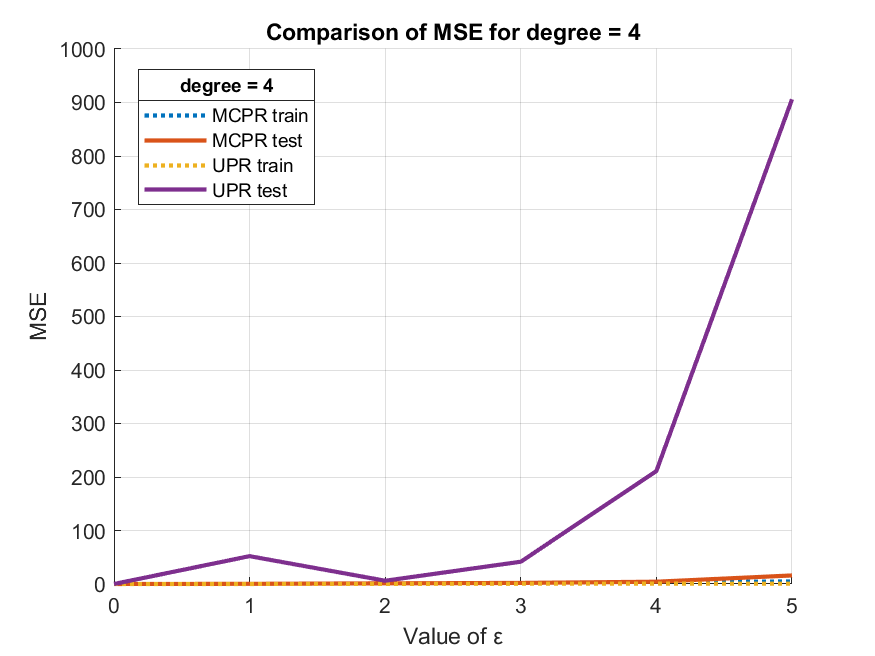 Comparison of MSE for degree = 4
1000
900
800
700
600
500
400
300
200
100
0
MSE
degree = 4
MCPR train
MCPR test
UPR train
UPR test
0 1 2 3 4 5
Value of ε